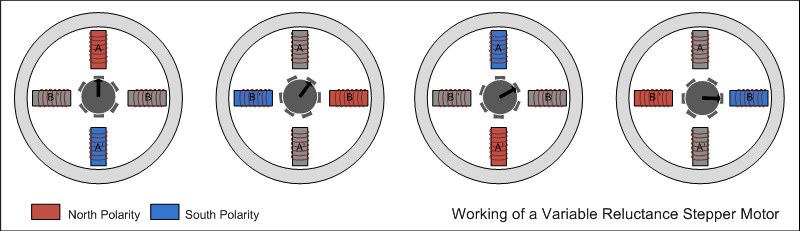 A
B' B
A'
A
B' B
A'
A
B' B
A'
A
B' B
A'
North Polarity
South Polarity
Working of a Variable Reluctance Stepper Motor